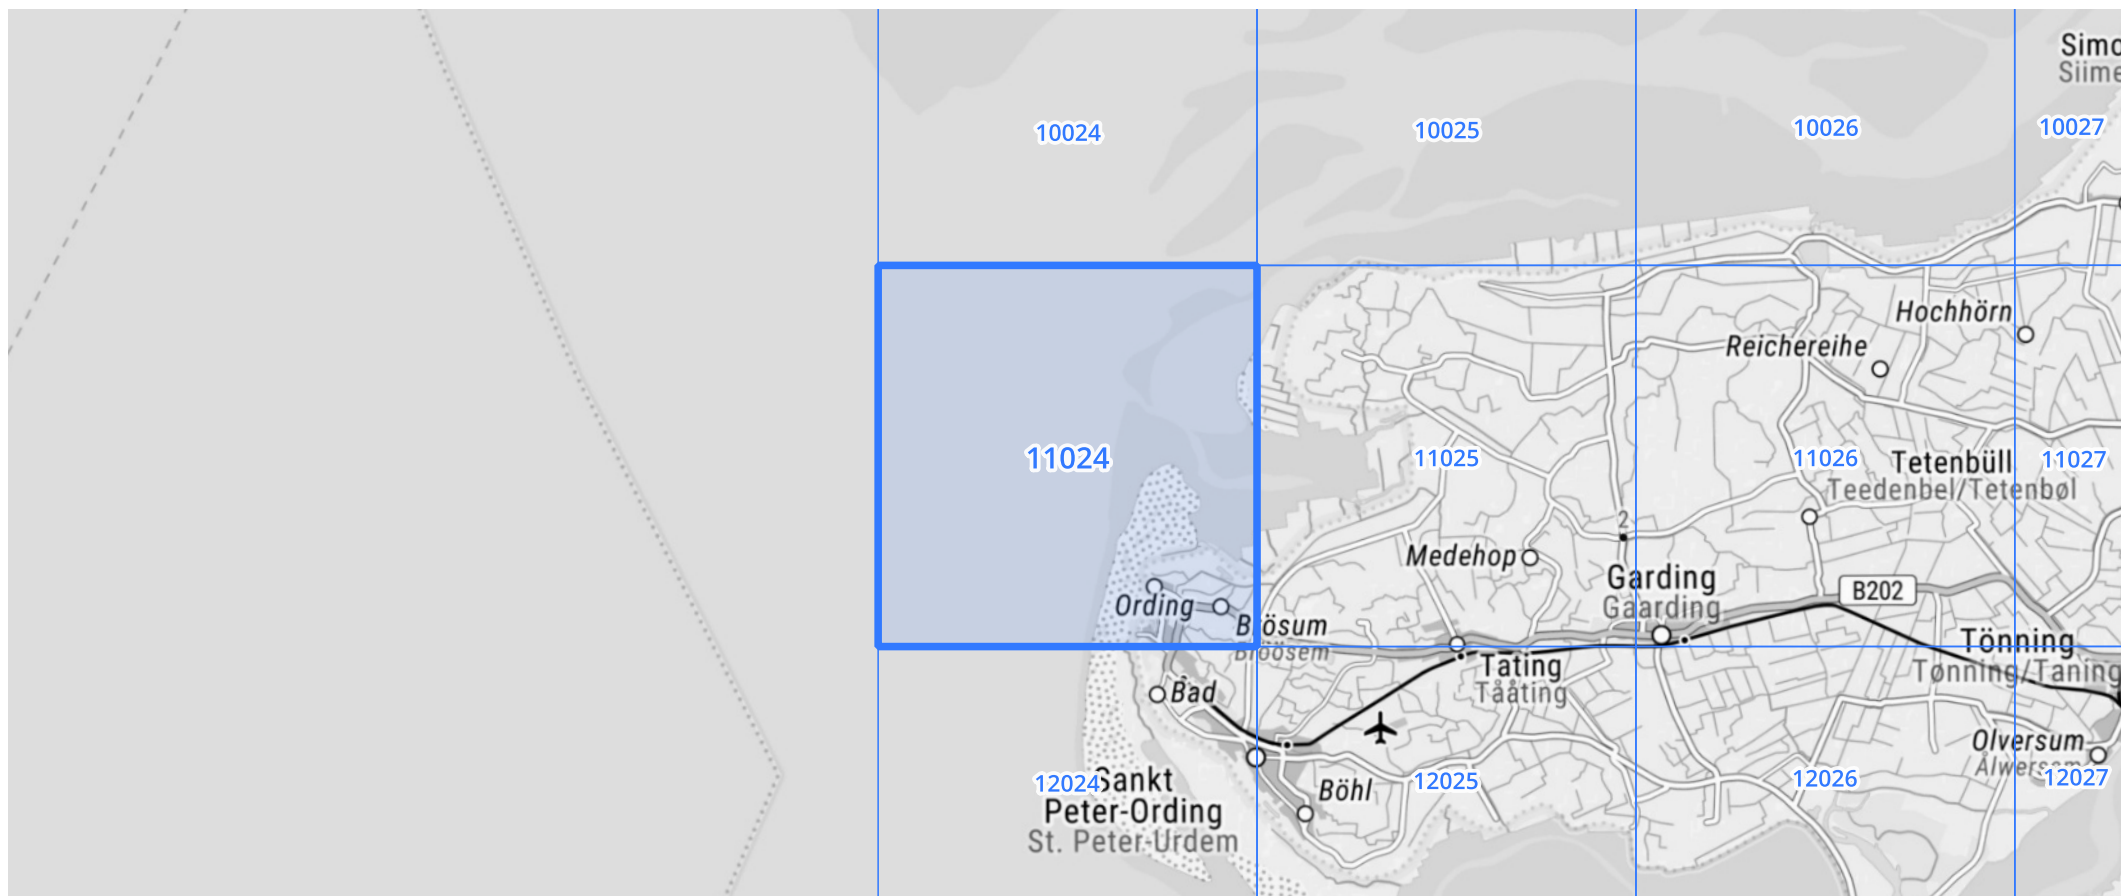 Simo
Siime
10024
10025
10026
10027
Hochhörn
Reichereihe
11024
11025
11026
11027
Tetenbüll
Teedenbel/Tetenbøl
2
Medehop
Garding
Gaarding
B202
Ording
Brösum
Bröösem
Tating
Tååting
Tönning
Tønning/Taning
Bad
12024
12025
12026
12027
Sankt
Peter-Ording
St. Peter-Urdem
Böhl
Olversum
Alwersem